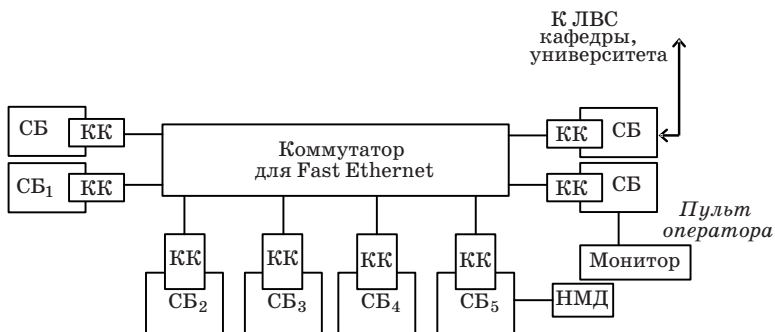 К ЛВС
кафедры,
университета
СБ
КК
КК
СБ
Коммутатор
для Fast Ethernet
СБ₁
КК
КК
СБ
Пульт
оператора
КК
КК
КК
КК
Монитор
СБ₂
СБ₃
СБ₄
СБ₅
НМД